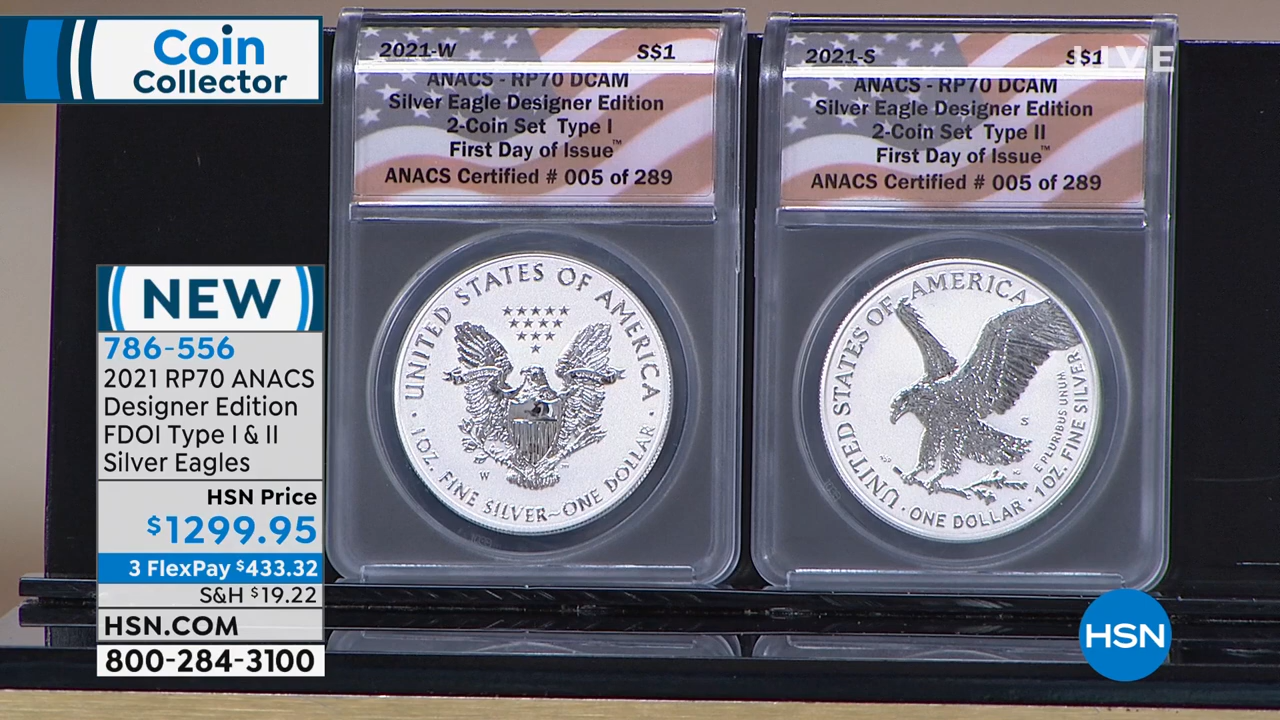 Coin
Collector
NEW
786-556
2021 RP70 ANACS
Designer Edition
FDOI Type I & II
Silver Eagles
HSN Price
$1299.95
3 FlexPay $433.32
S&H $19.22
HSN.COM
800-284-3100
2021-W S$1
ANACS - RP70 DCAM
Silver Eagle Designer Edition
2-Coin Set Type I
First Day of Issue™
ANACS Certified # 005 of 289
UNITED STATES OF AMERICA
W
1 OZ. FINE SILVER~ONE DOLLAR
2021-S S$1
LIVE
ANACS - RP70 DCAM
Silver Eagle Designer Edition
2-Coin Set Type II
First Day of Issue™
ANACS Certified # 005 of 289
UNITED STATES OF AMERICA
S
E PLURIBUS UNUM
ONE DOLLAR · 1 OZ. FINE SILVER
HSN